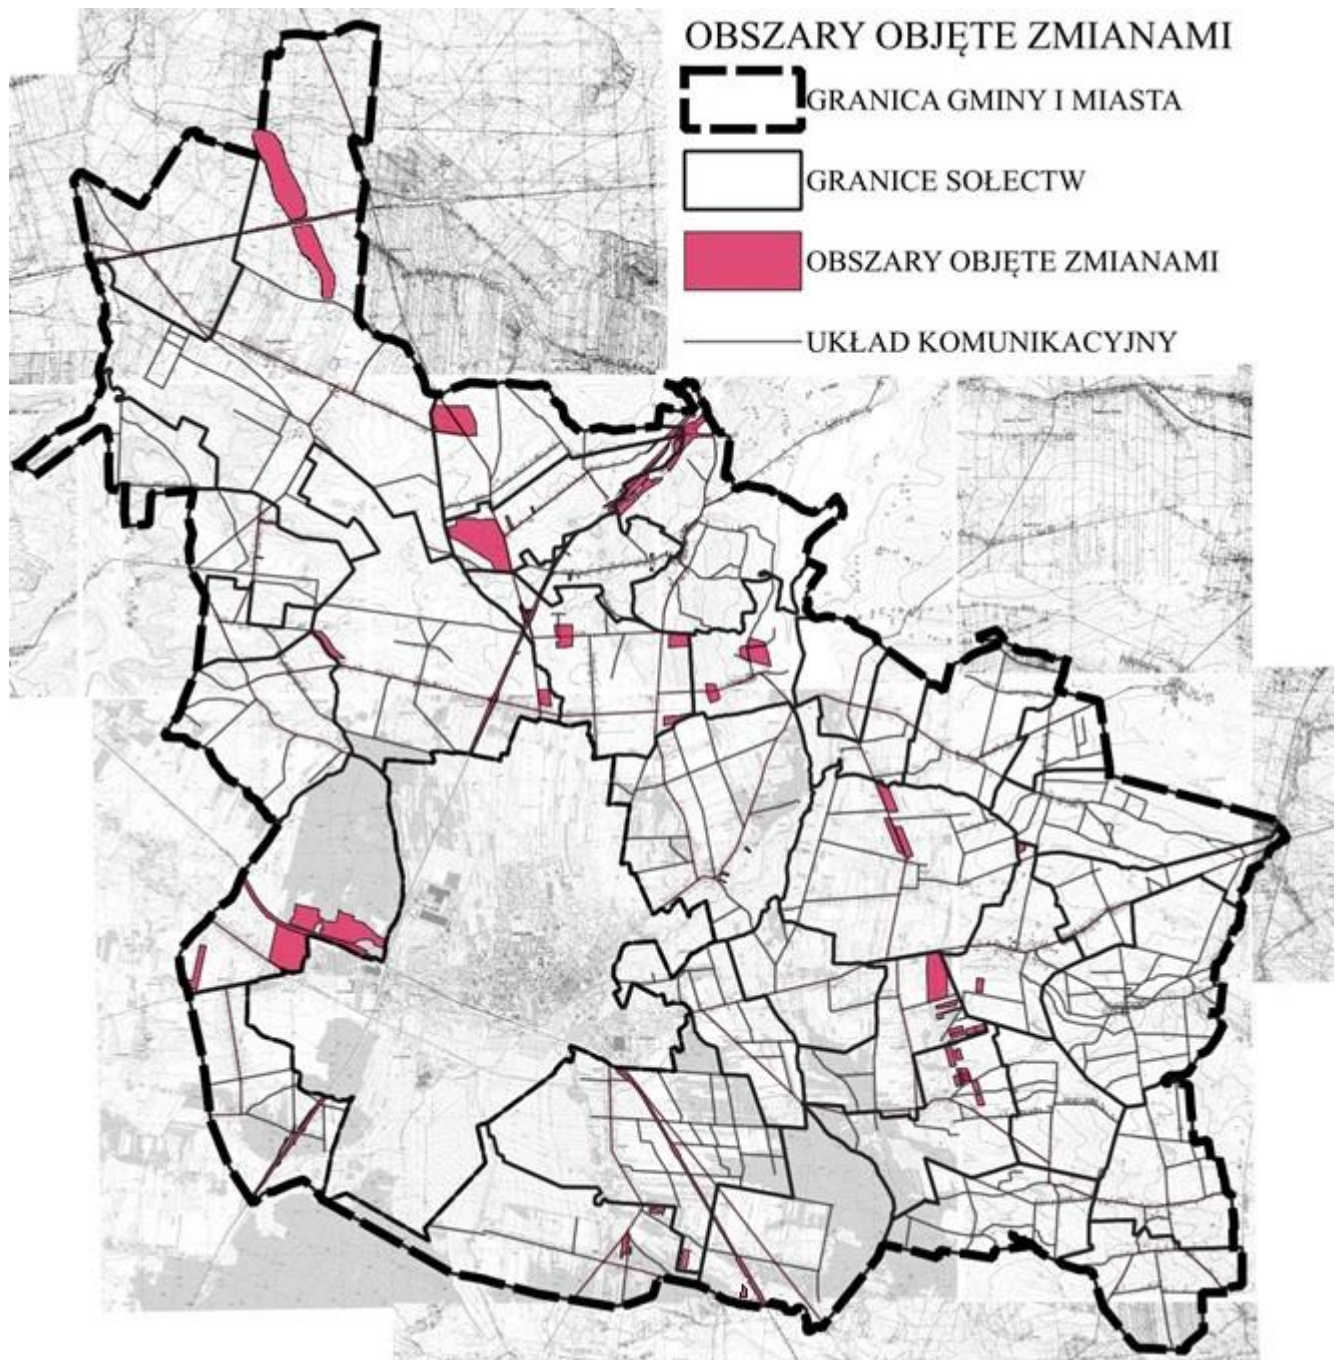 OBSZARY OBJĘTE ZMIANAMI
GRANICA GMINY I MIASTA
GRANICE SOŁECTW
OBSZARY OBJĘTE ZMIANAMI
UKŁAD KOMUNIKACYJNY